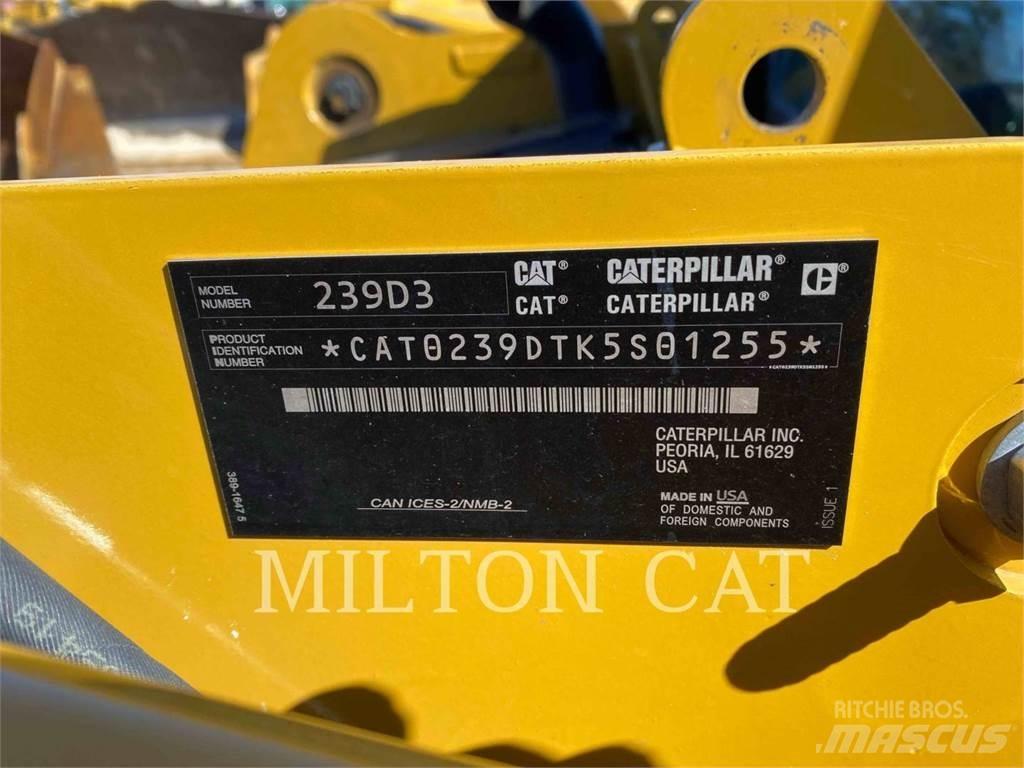 MODEL NUMBER 239D3
CAT® CATERPILLAR® C®
CAT® CATERPILLAR®
PRODUCT IDENTIFICATION NUMBER *CAT0239DTK5S01255*
*CAT0239DTK5S01255*
CATERPILLAR INC.
PEORIA, IL 61629
USA
389-1647 5
CAN ICES-2/NMB-2
MADE IN USA
OF DOMESTIC AND
FOREIGN COMPONENTS
ISSUE 1
MILTON CAT
RITCHIE BROS.
MASCUS